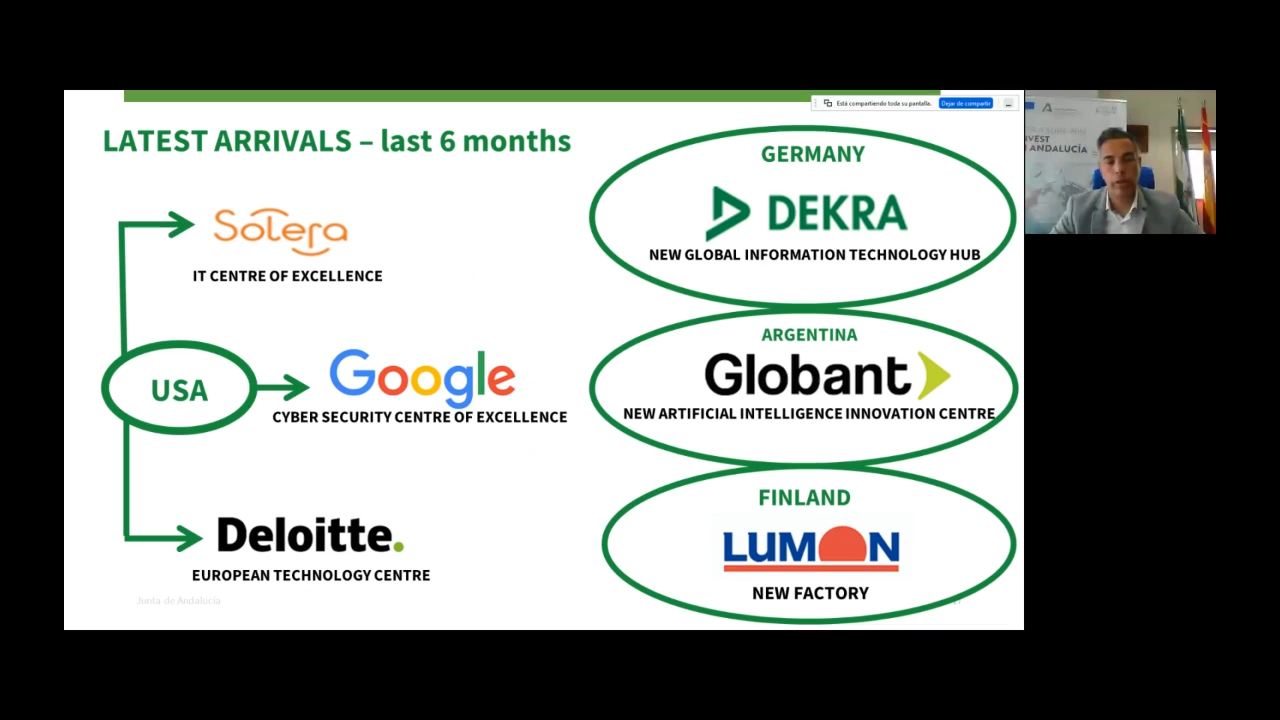 Está compartiendo toda su pantalla.
Dejar de compartir
LATEST ARRIVALS – last 6 months
Solera
IT CENTRE OF EXCELLENCE
USA
Google
CYBER SECURITY CENTRE OF EXCELLENCE
Deloitte.
EUROPEAN TECHNOLOGY CENTRE
Junta de Andalucía
GERMANY
DEKRA
NEW GLOBAL INFORMATION TECHNOLOGY HUB
ARGENTINA
Globant
NEW ARTIFICIAL INTELLIGENCE INNOVATION CENTRE
FINLAND
LUMON
NEW FACTORY
INVEST
ANDALUCÍA